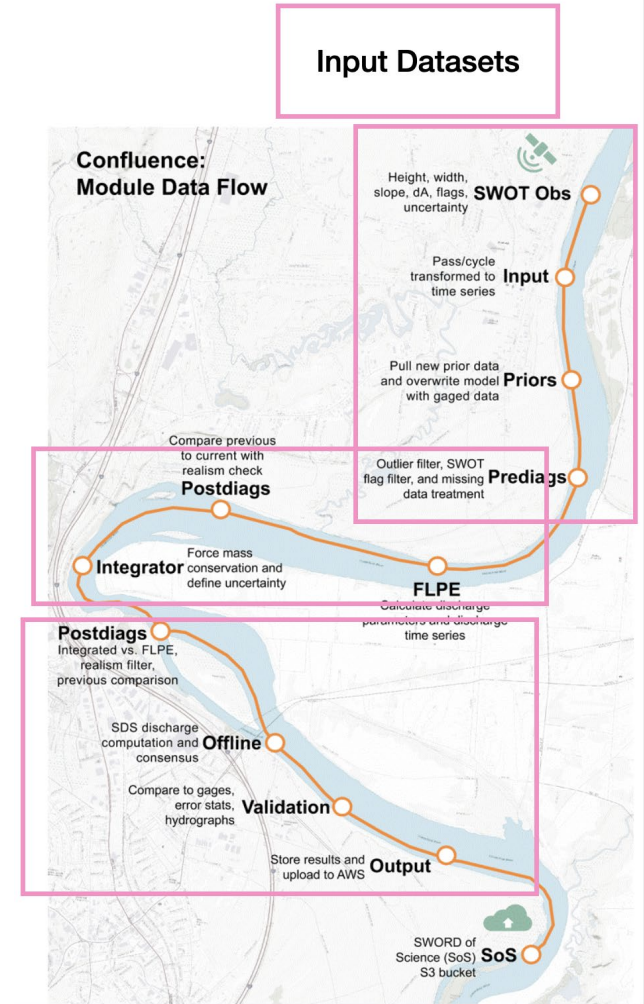 Input Datasets
Confluence:
Module Data Flow
Height, width,
slope, dA, flags,
uncertainty
SWOT Obs
Pass/cycle
transformed to
time series
Input
Pull new prior data
and overwrite model
with gaged data
Priors
Outlier filter, SWOT
flag filter, and missing
data treatment
Prediags
FLPE
Calculate discharge
parameters and discharge
time series
Compare previous
to current with
realism check
Postdiags
Integrator
Force mass
conservation and
define uncertainty
Postdiags
Integrated vs. FLPE,
realism filter,
previous comparison
SDS discharge
computation and
consensus
Offline
Compare to gages,
error stats,
hydrographs
Validation
Store results and
upload to AWS
Output
SWORD of
Science (SoS)
S3 bucket
SoS